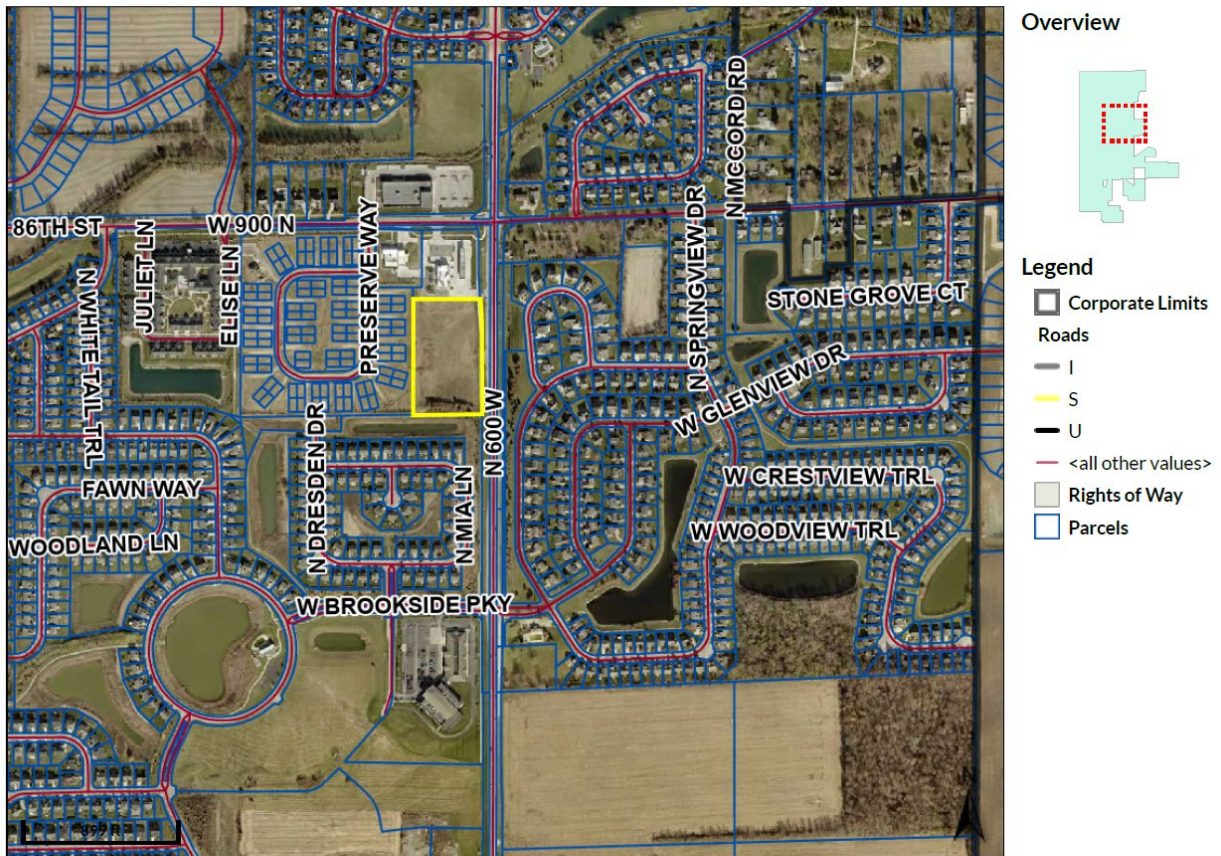 Overview
Legend
Corporate Limits
Roads
I
S
U
<all other values>
Rights of Way
Parcels
86TH ST
W 900 N
N MCCORD RD
JULIET LN
ELISE LN
PRESERVE WAY
N WHITE TAIL TRL
N SPRINGVIEW DR
STONE GROVE CT
W GLENVIEW DR
N 600 W
N DRESDEN DR
N MIA LN
FAWN WAY
WOODLAND LN
W CRESTVIEW TRL
W WOODVIEW TRL
W BROOKSIDE PKY